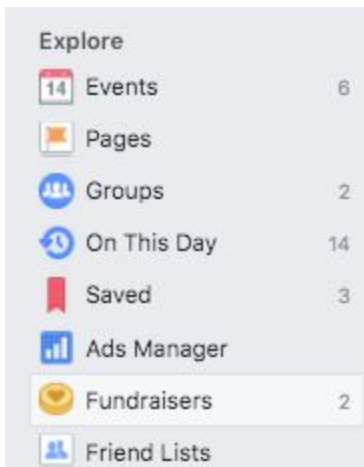 Explore
14 Events 6
Pages
Groups 2
On This Day 14
Saved 3
Ads Manager
Fundraisers 2
Friend Lists